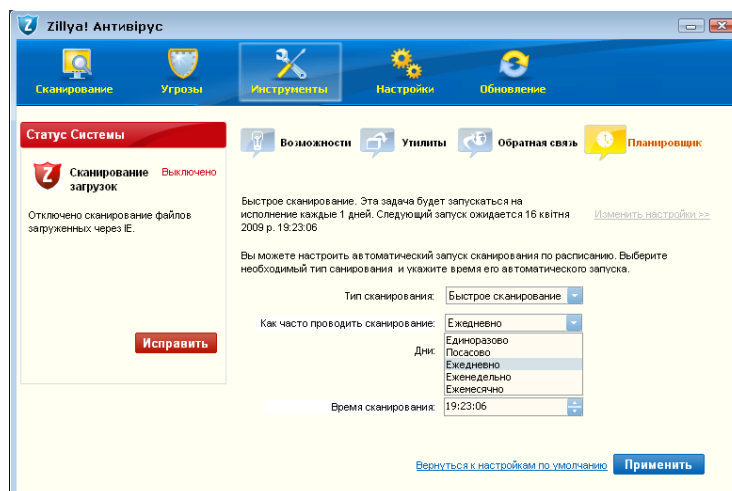 Zillya! Антивірус
Сканирование
Угрозы
Инструменты
Настройки
Обновление
Статус Системы
Сканирование загрузок
Выключено
Отключено сканирование файлов
загруженных через IE.
Исправить
Возможности
Утилиты
Обратная связь
Планировщик
Быстрое сканирование. Эта задача будет запускаться на
исполнение каждые 1 дней. Следующий запуск ожидается 16 квітня
2009 р. 19:23:06
Изменить настройки >>
Вы можете настроить автоматический запуск сканирования по расписанию. Выберите
необходимый тип санирования и укажите время его автоматического запуска.
Тип сканирования: Быстрое сканирование
Как часто проводить сканирование: Ежедневно
Дни:
Единоразово
Посасово
Ежедневно
Еженедельно
Ежемесячно
Время сканирования: 19:23:06
Вернуться к настройкам по умолчанию
Применить